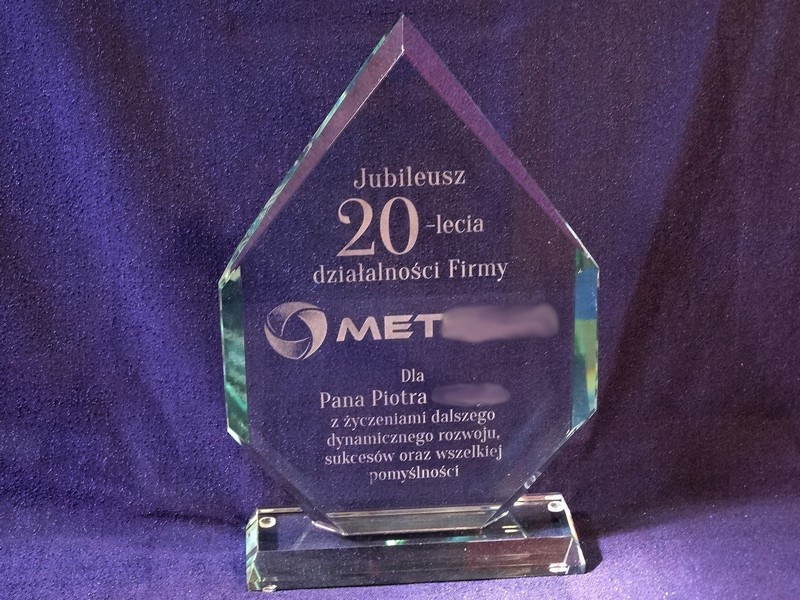 Jubileusz
20-lecia
działalności Firmy
MET
Dla
Pana Piotra
z życzeniami dalszego
dynamicznego rozwoju,
sukcesów oraz wszelkiej
pomyślności